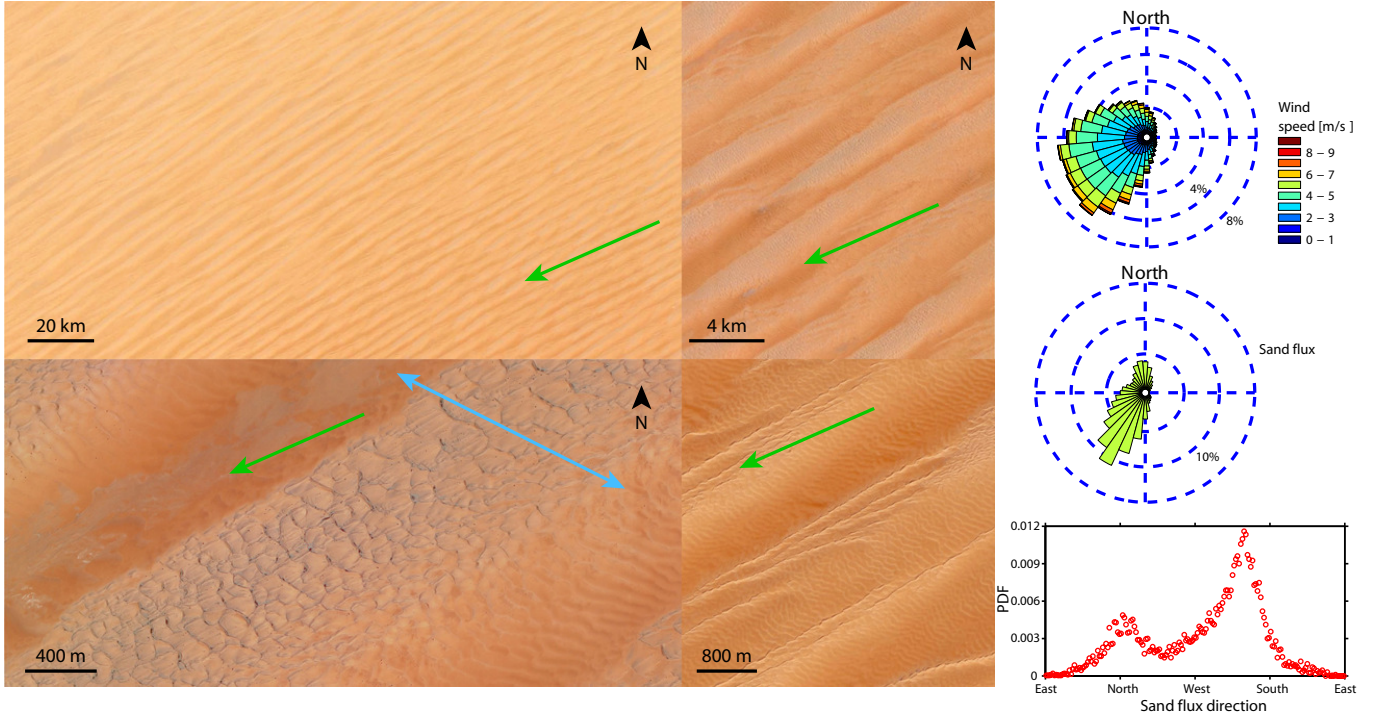 N
20 km
N
4 km
N
400 m
800 m
North
4%
8%
Wind
speed [m/s ]
8 – 9
6 – 7
4 – 5
2 – 3
0 – 1
North
Sand flux
10%
0.012
0.009
0.006
0.003
0
PDF
East North West South East
Sand flux direction